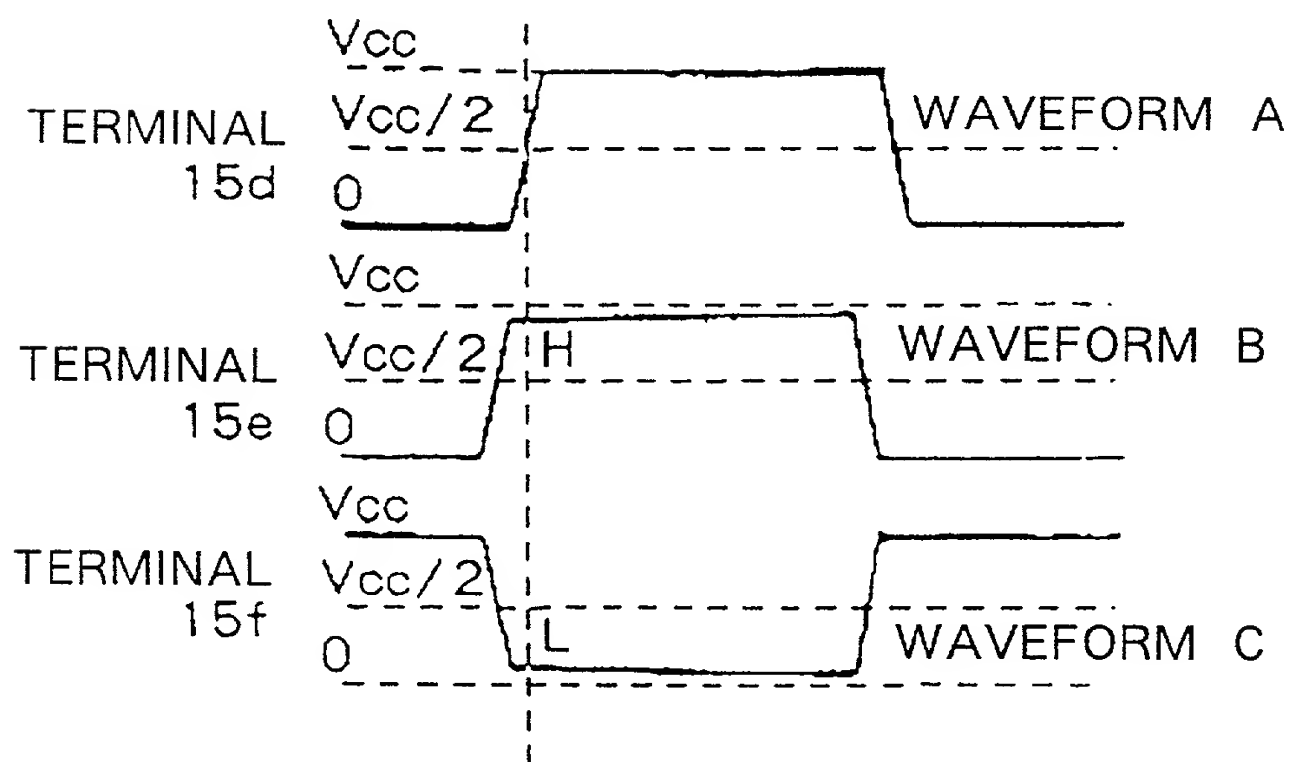 Vcc
TERMINAL 15d
Vcc/2
WAVEFORM A
0
Vcc
TERMINAL 15e
Vcc/2
H
WAVEFORM B
0
Vcc
TERMINAL 15f
Vcc/2
L
WAVEFORM C
0